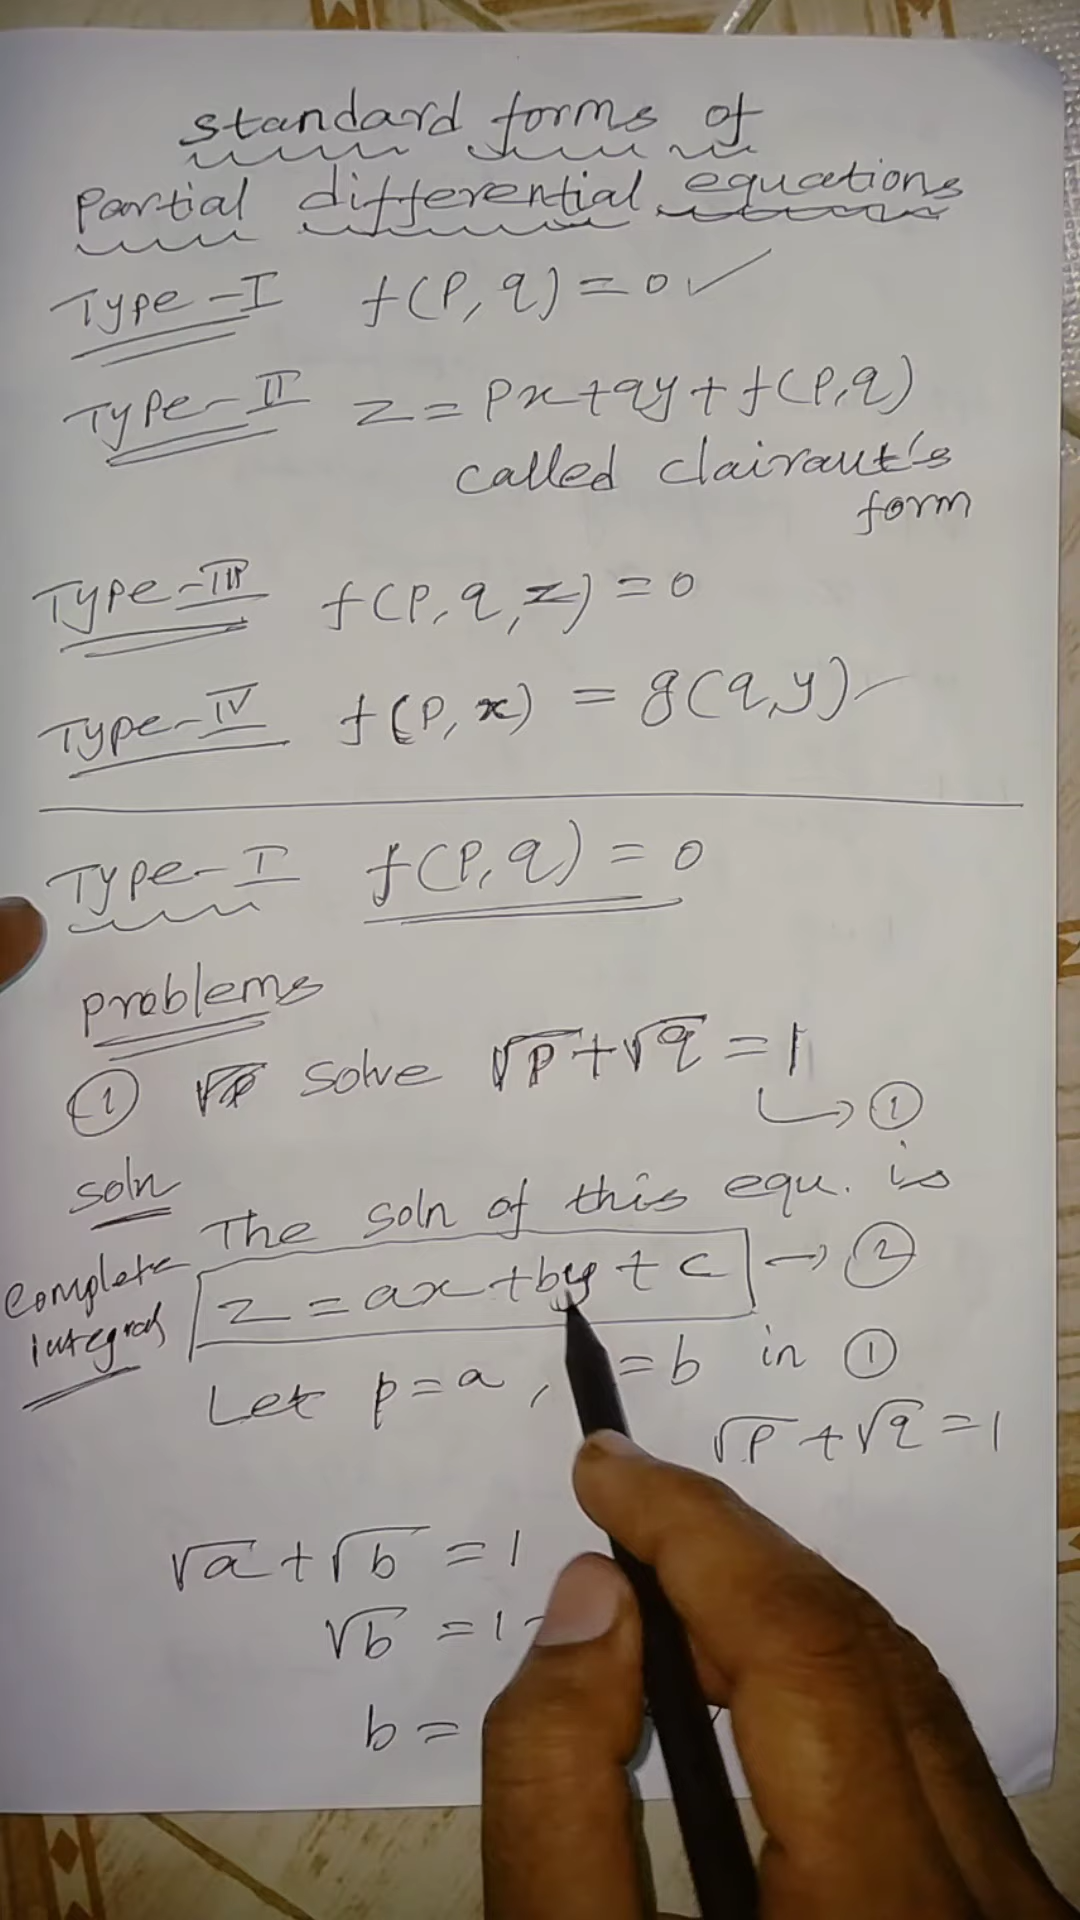 standard forms of
partial differential equations
Type-I f(P, q) = 0 ✓
Type-II z = px + qy + f(P, q)
called clairaut's
form
Type-III f(P, q, z) = 0
Type-IV f(P, x) = g(q, y)
Type-I f(P, q) = 0
problems
① solve √p + √q = 1
→ ①
soln
The soln of this equ. is
complete
integral
z = ax + by + c → ②
Let p = a, = b in ①
√p + √q = 1
√a + √b = 1
√b = 1 -
b =